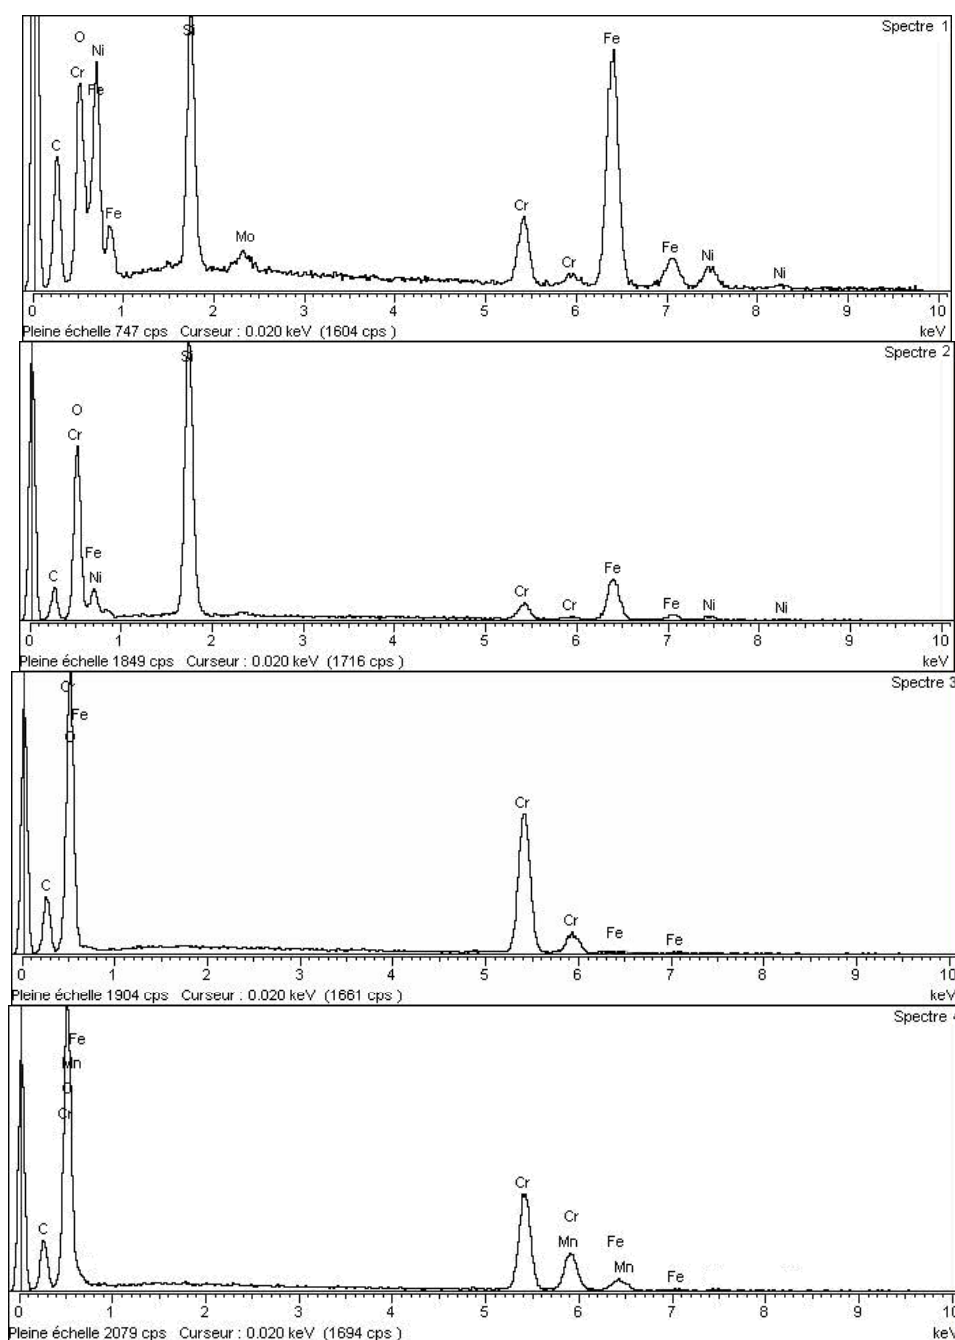 Spectre 1
O
Si
Ni
Fe
Cr
Fe
C
Fe
Cr
Mo
Fe
Ni
Cr
Ni
0 1 2 3 4 5 6 7 8 9 10
Pleine échelle 747 cps Curseur : 0.020 keV (1604 cps ) keV
Spectre 2
Si
O
Cr
Fe
C
Ni
Fe
Cr
Cr
Fe
Ni
Ni
0 1 2 3 4 5 6 7 8 9 10
Pleine échelle 1849 cps Curseur : 0.020 keV (1716 cps ) keV
Spectre 3
Cr
Fe
O
Cr
C
Cr
Fe
Fe
0 1 2 3 4 5 6 7 8 9 10
Pleine échelle 1904 cps Curseur : 0.020 keV (1661 cps ) keV
Spectre 4
Fe
Mn
O
Cr
Cr
Cr
C
Mn
Fe
Mn
Fe
0 1 2 3 4 5 6 7 8 9 10
Pleine échelle 2079 cps Curseur : 0.020 keV (1694 cps ) keV